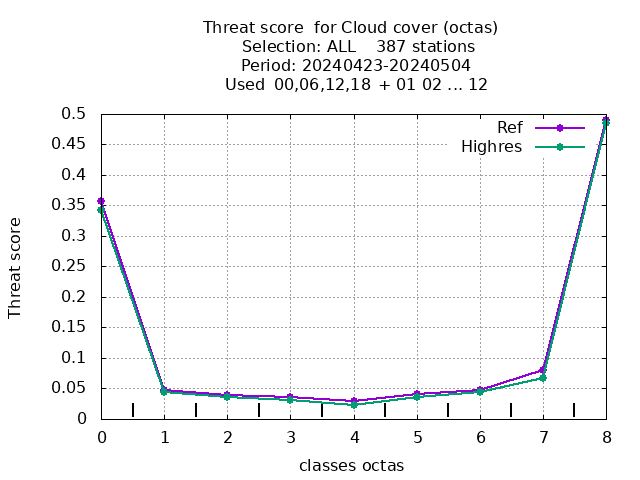 Threat score  for Cloud cover (octas)
Selection: ALL    387 stations
Period: 20240423-20240504
Used  00,06,12,18 + 01 02 ... 12
0.5
0.45
0.4
0.35
0.3
0.25
0.2
0.15
0.1
0.05
0
Ref
Highres
Threat score
0 1 2 3 4 5 6 7 8
classes octas